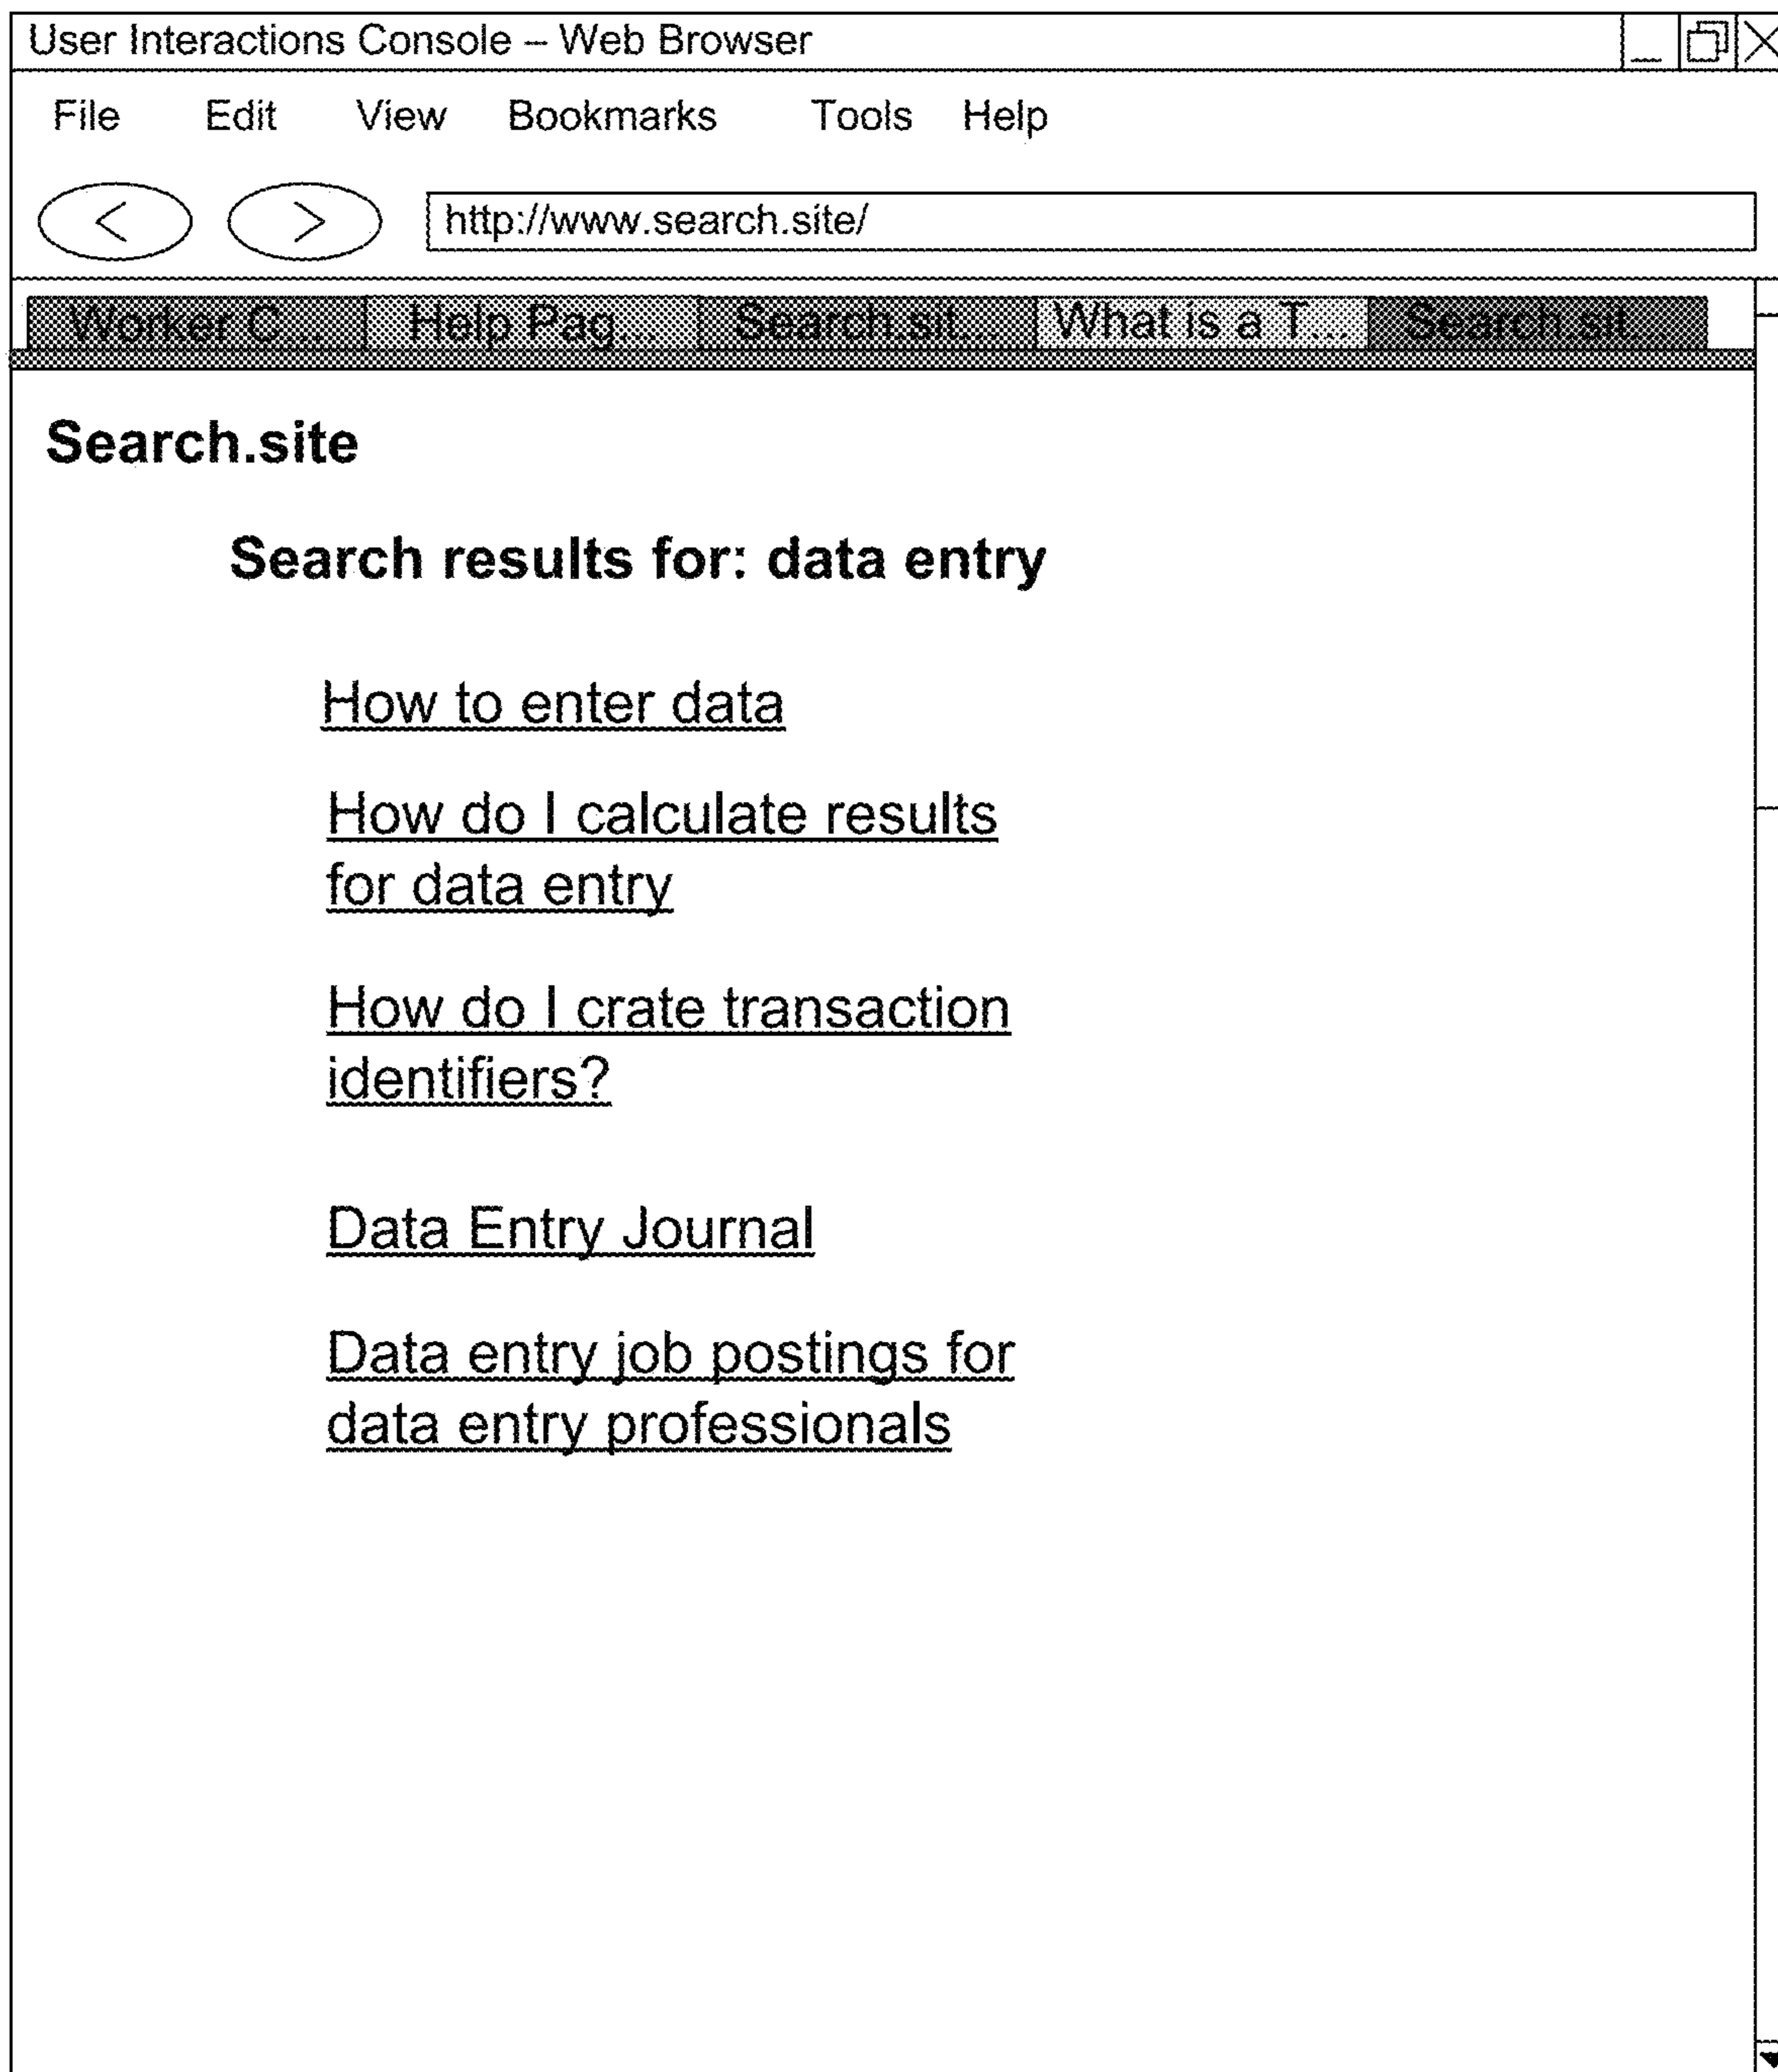 User Interactions Console – Web Browser
File Edit View Bookmarks Tools Help
< > http://www.search.site/
Worker C... Help Pag... Search.sit... What is a T... Search.sit...
Search.site
Search results for: data entry
How to enter data
How do I calculate results
for data entry
How do I crate transaction
identifiers?
Data Entry Journal
Data entry job postings for
data entry professionals